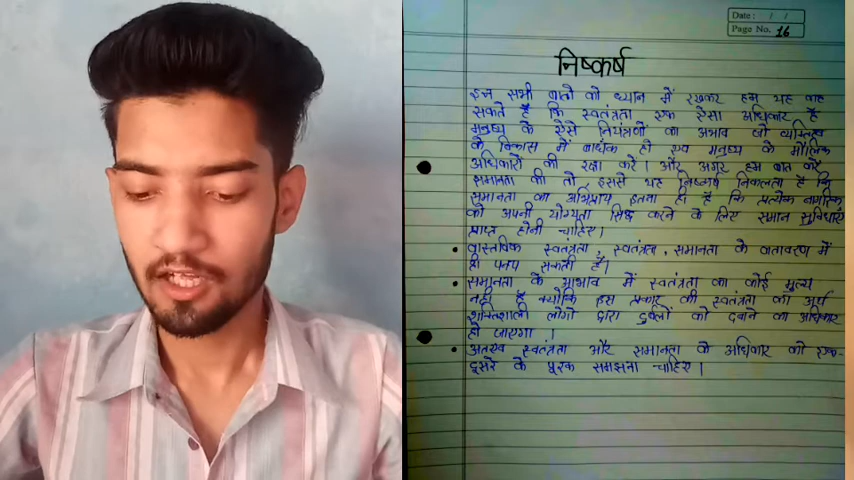 Date : / /
Page No. 16
निष्कर्ष
इन सभी बातों को ध्यान में रखकर हम यह कह
सकते हैं कि स्वतंत्रता एक ऐसा अधिकार है
मनुष्य के ऐसे नियंत्रणों का अभाव जो व्यक्तित्व
के विकास में बाधक हो एवं मनुष्य के मौलिक
अधिकारों की रक्षा करे। और अगर हम बात करें
समानता की तो इससे यह निष्कर्ष निकलता है कि
समानता का अभिप्राय इतना ही है कि प्रत्येक नागरिक
को अपनी योग्यता सिद्ध करने के लिए समान सुविधाएं
प्राप्त होनी चाहिए।
• वास्तविक स्वतंत्रता, स्वतंत्रता, समानता के वातावरण में
ही पनप सकती है।
• समानता के अभाव में स्वतंत्रता का कोई मूल्य
नहीं है क्योंकि इस प्रकार की स्वतंत्रता का अर्थ
शक्तिशाली लोगों द्वारा दुर्बलों को दबाने का अधिकार
हो जाएगा ।
• अतएव स्वतंत्रता और समानता के अधिकार को एक-
दूसरे के पूरक समझना चाहिए।